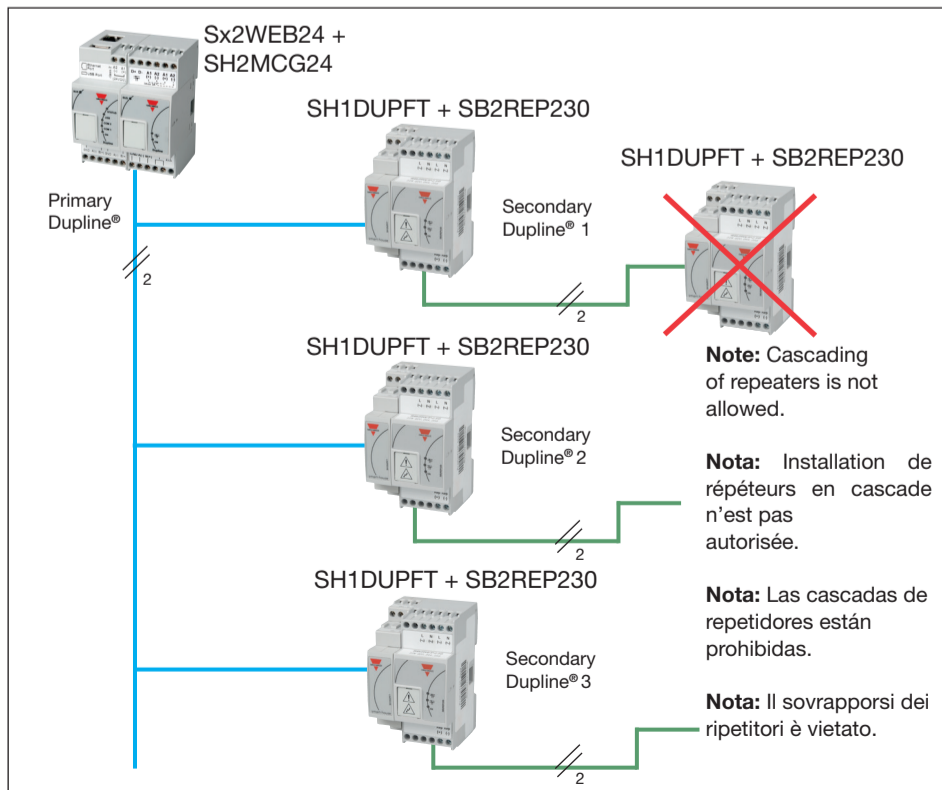 Sx2WEB24 +
SH2MCG24
SH1DUPFT + SB2REP230
SH1DUPFT + SB2REP230
Primary
Dupline®
Secondary
Dupline® 1
2
2
SH1DUPFT + SB2REP230
Note: Cascading
of repeaters is not
allowed.
Secondary
Dupline® 2
Nota: Installation de
répéteurs en cascade
n'est pas
autorisée.
2
SH1DUPFT + SB2REP230
Nota: Las cascadas de
repetidores están
prohibidas.
Secondary
Dupline® 3
Nota: Il sovrapporsi dei
ripetitori è vietato.
2